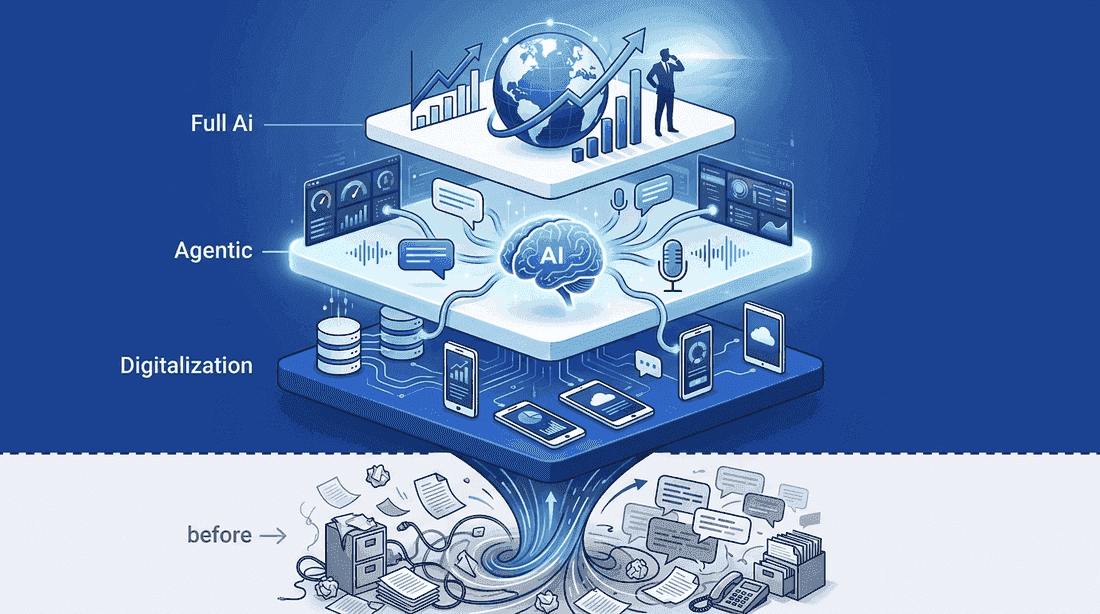 Full Ai
Agentic
AI
Digitalization
before